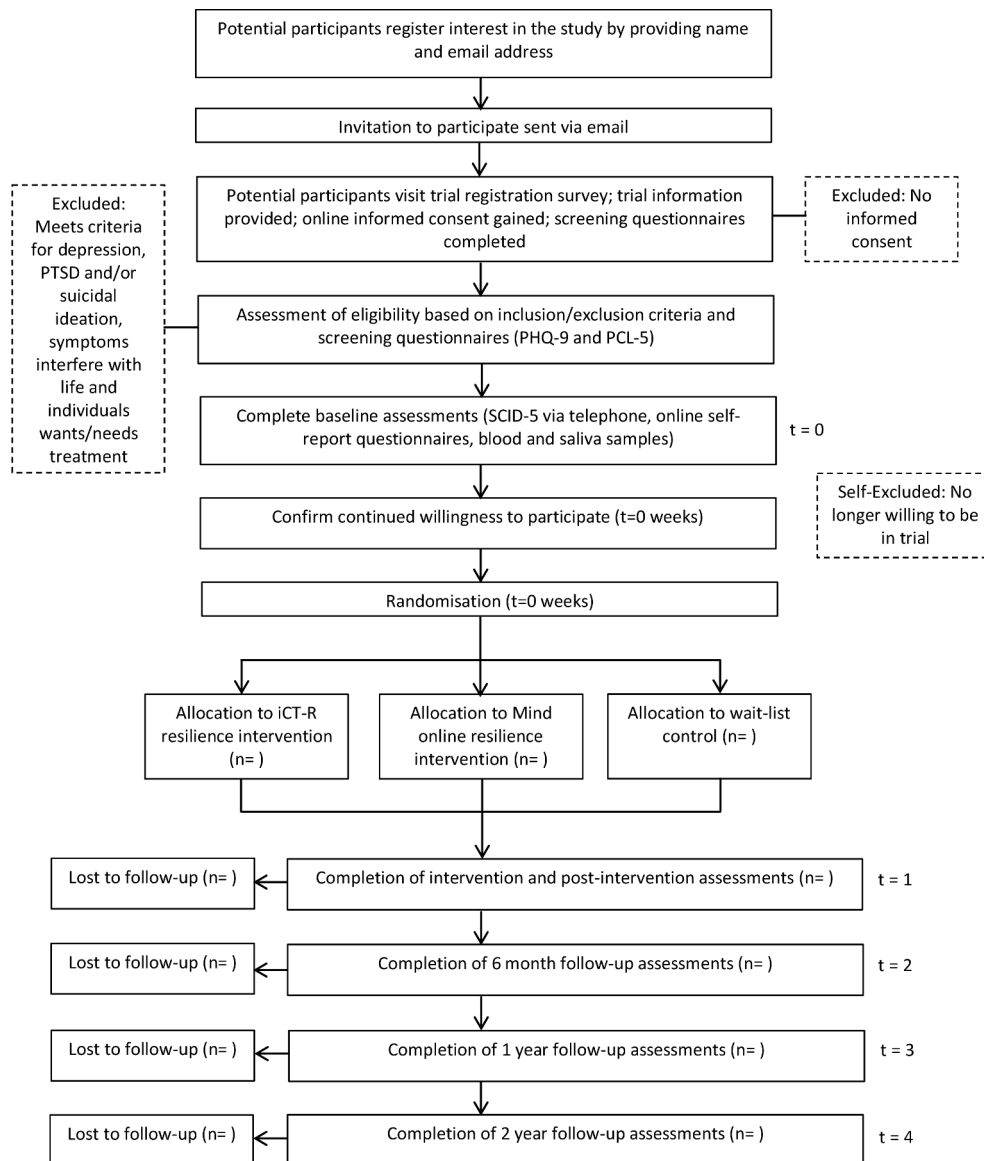 Potential participants register interest in the study by providing name
and email address
Invitation to participate sent via email
Potential participants visit trial registration survey; trial information
provided; online informed consent gained; screening questionnaires
completed
Excluded: No
informed
consent
Excluded:
Meets criteria
for depression,
PTSD and/or
suicidal
ideation,
symptoms
interfere with
life and
individuals
wants/needs
treatment
Assessment of eligibility based on inclusion/exclusion criteria and
screening questionnaires (PHQ-9 and PCL-5)
Complete baseline assessments (SCID-5 via telephone, online self-
report questionnaires, blood and saliva samples)
t = 0
Self-Excluded: No
longer willing to be
in trial
Confirm continued willingness to participate (t=0 weeks)
Randomisation (t=0 weeks)
Allocation to iCT-R
resilience intervention
(n= )
Allocation to Mind
online resilience
intervention (n= )
Allocation to wait-list
control (n= )
Lost to follow-up (n= )
Completion of intervention and post-intervention assessments (n= )
t = 1
Lost to follow-up (n= )
Completion of 6 month follow-up assessments (n= )
t = 2
Lost to follow-up (n= )
Completion of 1 year follow-up assessments (n= )
t = 3
Lost to follow-up (n= )
Completion of 2 year follow-up assessments (n= )
t = 4